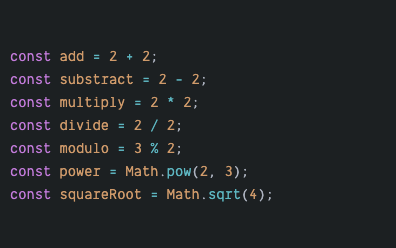 const add = 2 + 2;
const substract = 2 - 2;
const multiply = 2 * 2;
const divide = 2 / 2;
const modulo = 3 % 2;
const power = Math.pow(2, 3);
const squareRoot = Math.sqrt(4);